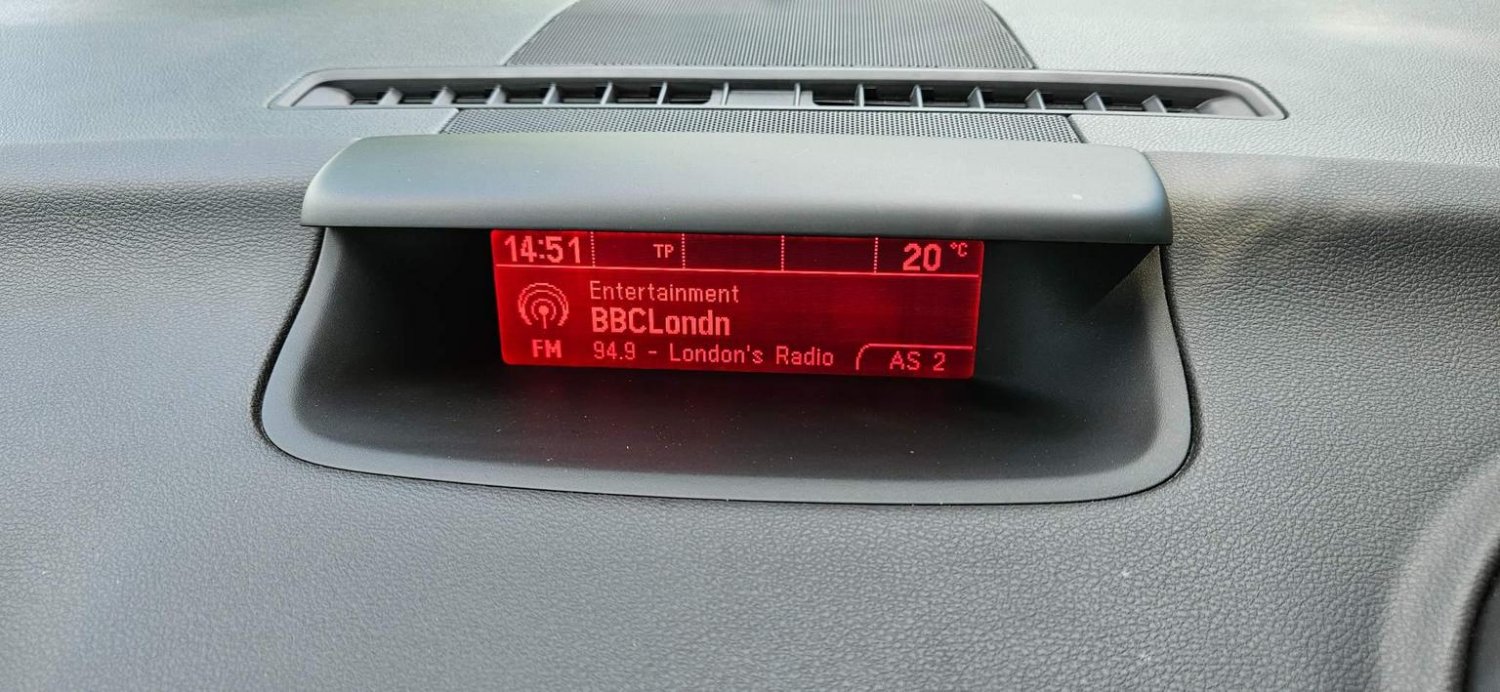 14:51 TP 20 °C
Entertainment
BBCLondn
FM 94.9 - London's Radio AS 2